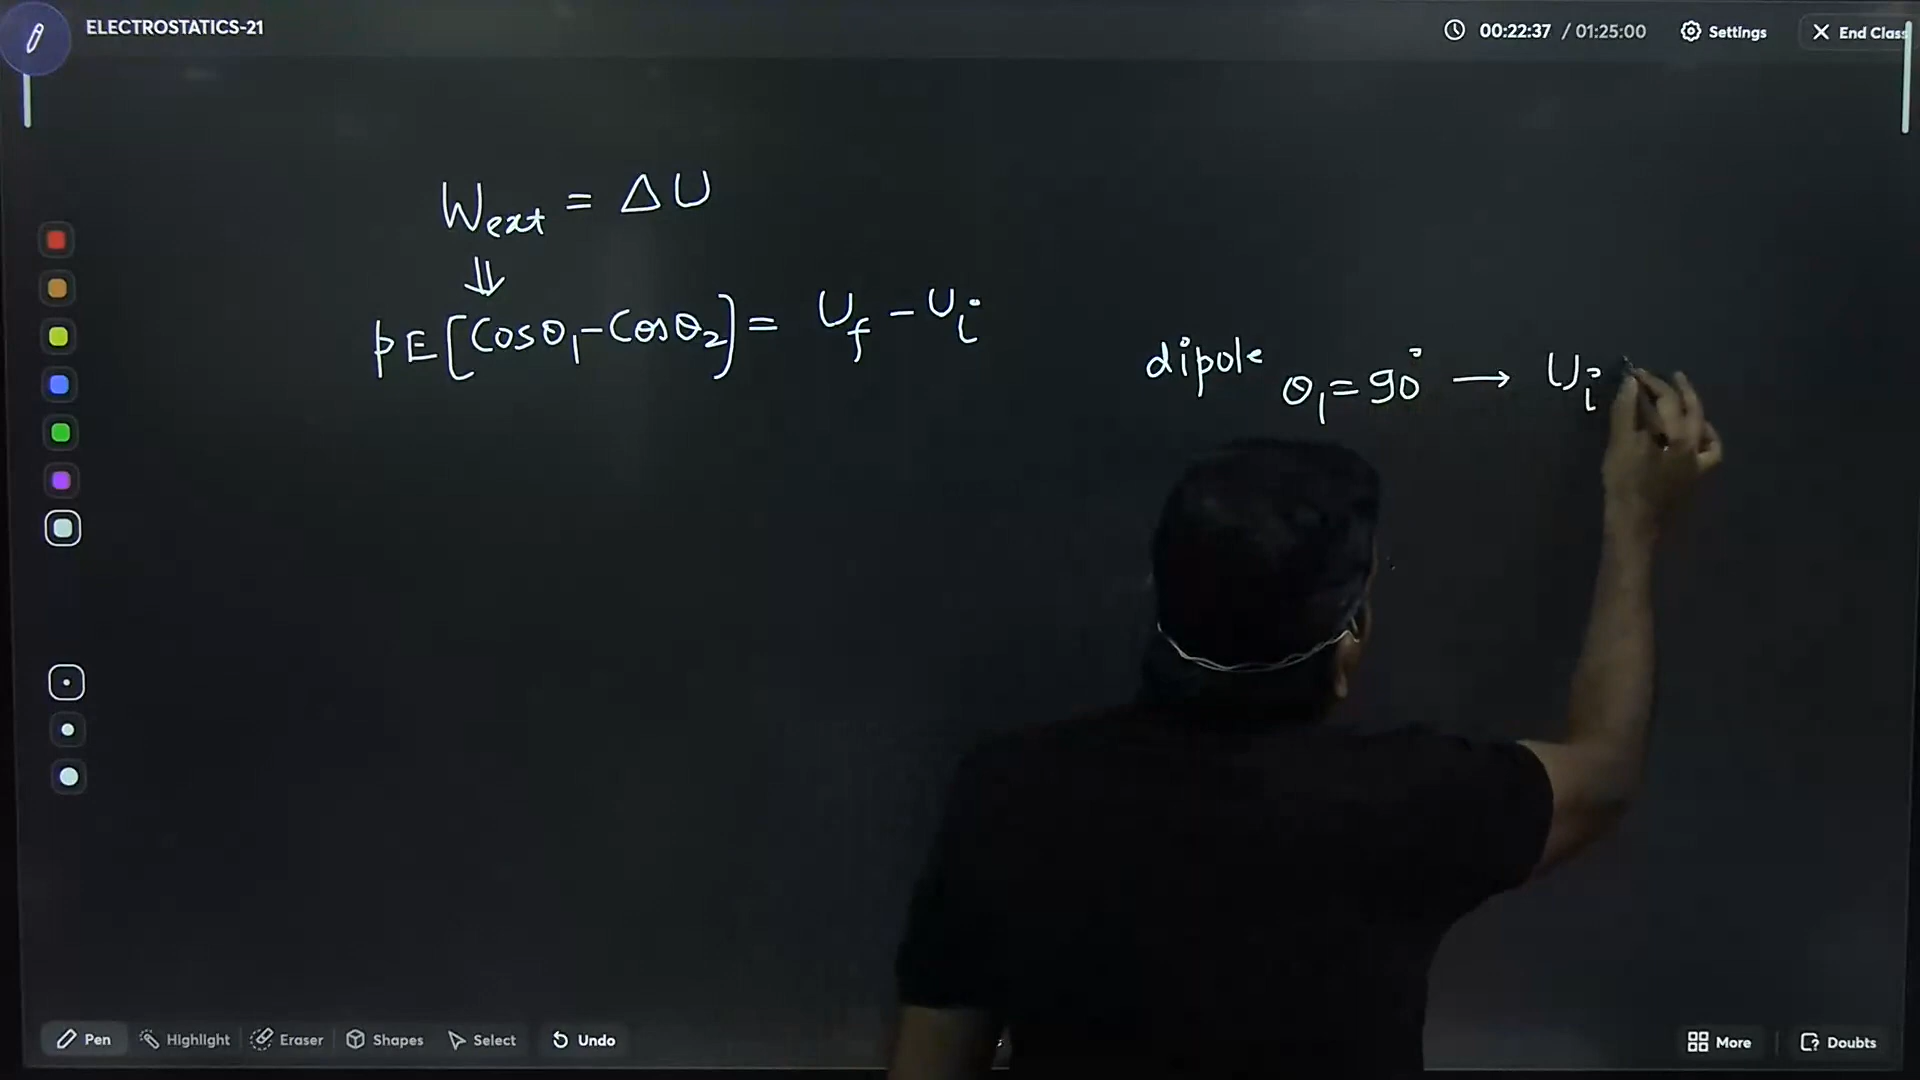 ELECTROSTATICS-21
00:22:37 / 01:25:00
Settings
End Class
W_ext = ΔU
⇓
pE[Cosθ₁-Cosθ₂] = U_f - U_i
dipole θ₁=90° → U_i
Pen
Highlight
Eraser
Shapes
Select
Undo
More
Doubts